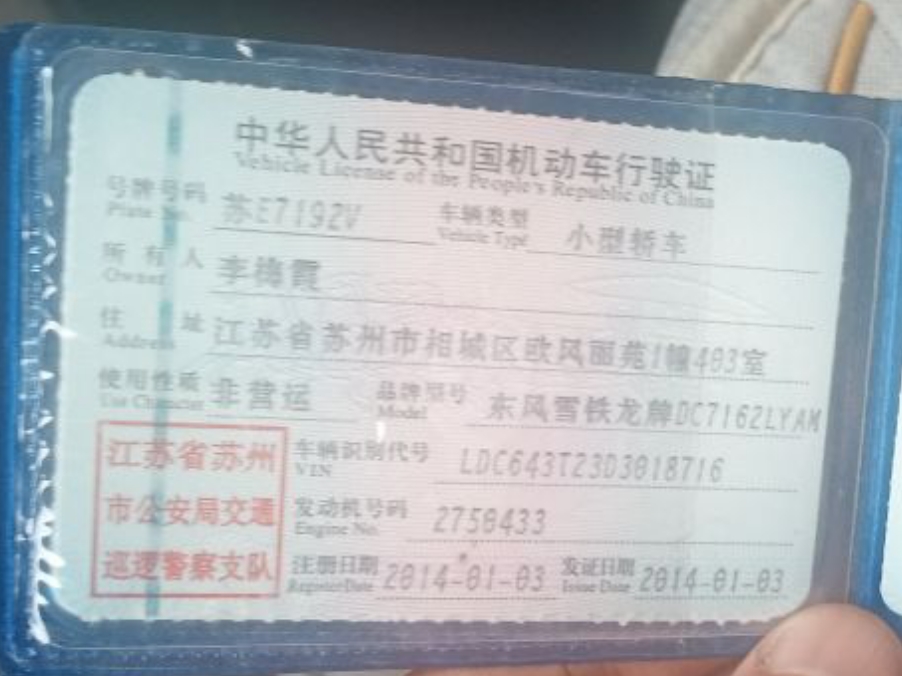 中华人民共和国机动车行驶证
Vehicle License of the People's Republic of China
号牌号码 苏E7192V 车辆类型 小型轿车
Plate No. Vehicle Type
所有人 李梅霞
Owner
住址 江苏省苏州市相城区欧风丽苑1幢403室
Address
使用性质 非营运 品牌型号 东风雪铁龙牌DC7162LYAM
Use Character Model
江苏省苏州 车辆识别代号 LDC643T23D3018716
VIN
市公安局交通 发动机号码 2750433
Engine No.
巡逻警察支队 注册日期 2014-01-03 发证日期 2014-01-03
Register Date Issue Date